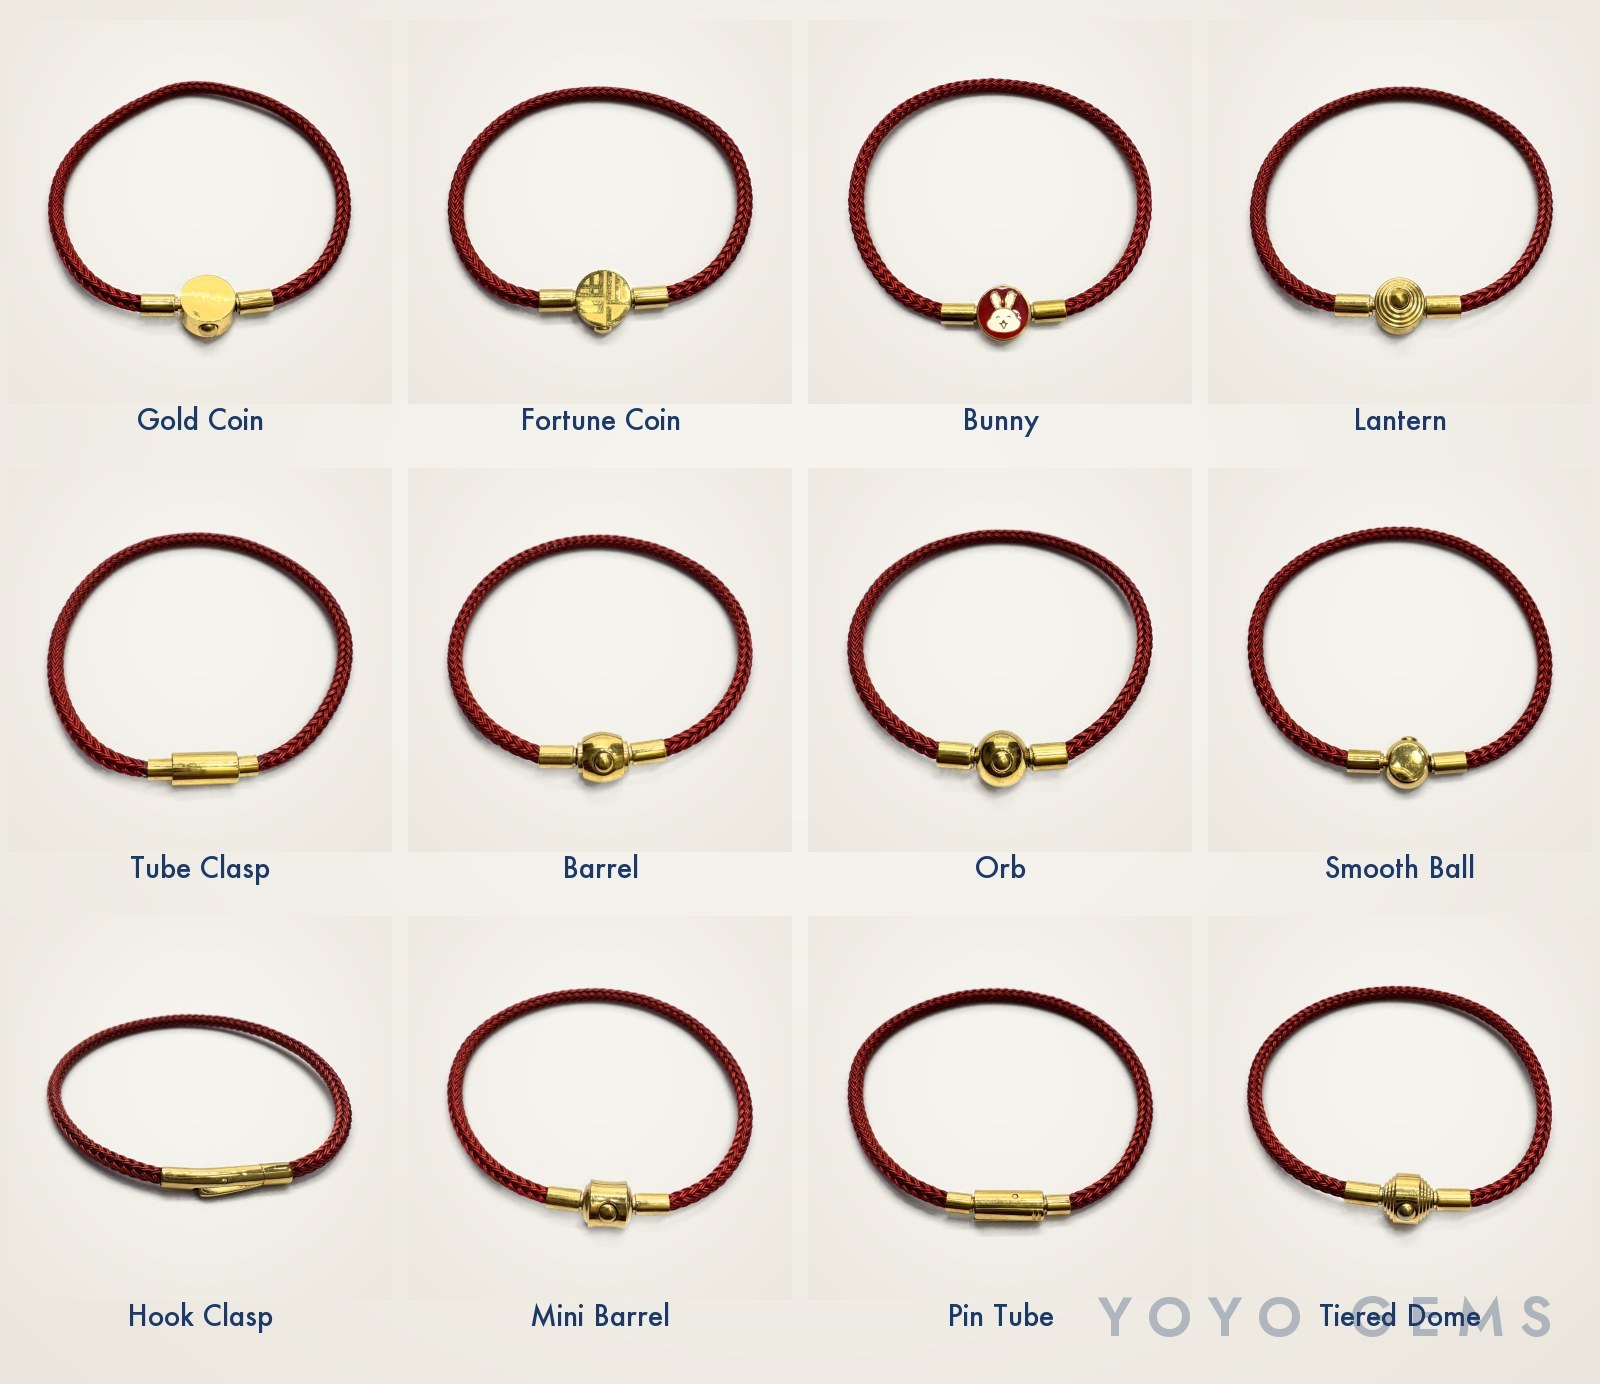 Gold Coin
Fortune Coin
Bunny
Lantern
Tube Clasp
Barrel
Orb
Smooth Ball
Hook Clasp
Mini Barrel
Pin Tube
Tiered Dome
YOYO GEMS